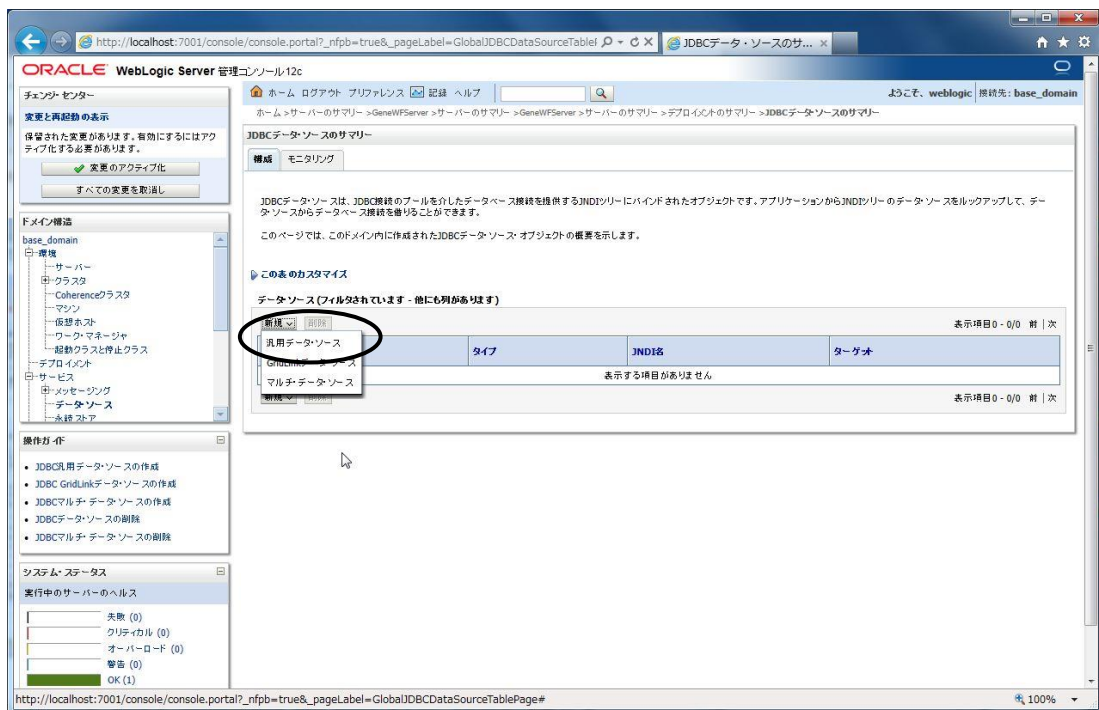 http://localhost:7001/console/console.portal?_nfpb=true&_pageLabel=GlobalJDBCDataSourceTablel
JDBCデータ・ソースのサ...
ORACLE WebLogic Server 管理コンソール12c
チェンジ・センター
変更と再起動の表示
保留された変更があります。有効にするにはアク
ティブ化する必要があります。
変更のアクティブ化
すべての変更を取消し
ドメイン構造
base_domain
環境
サーバー
クラスタ
Coherenceクラスタ
マシン
仮想ホスト
ワーク・マネージャ
起動クラスと停止クラス
デプロイメント
サービス
メッセージング
データ・ソース
永続ストア
操作ガイド
JDBC汎用データ・ソースの作成
JDBC GridLinkデータ・ソースの作成
JDBCマルチ・データ・ソースの作成
JDBCデータ・ソースの削除
JDBCマルチ・データ・ソースの削除
システム・ステータス
実行中のサーバーのヘルス
失敗 (0)
クリティカル (0)
オーバーロード (0)
警告 (0)
OK (1)
ホーム ログアウト プリファレンス 記録 ヘルプ
ようこそ、weblogic 接続先: base_domain
ホーム >サーバーのサマリー >GeneWFServer >サーバーのサマリー >GeneWFServer >サーバーのサマリー >デプロイメントのサマリー >JDBCデータ・ソースのサマリー
JDBCデータ・ソースのサマリー
構成 モニタリング
JDBCデータ・ソースは、JDBC接続のプールを介したデータベース接続を提供するJNDIツリーにバインドされたオブジェクトです。アプリケーションからJNDIツリーのデータ・ソースをルックアップして、デー
タ・ソースからデータベース接続を借りることができます。
このページでは、このドメイン内に作成されたJDBCデータ・ソース・オブジェクトの概要を示します。
この表のカスタマイズ
データ・ソース (フィルタされています - 他にも列があります)
新規 削除
表示項目0 - 0/0 前 | 次
汎用データ・ソース
GridLinkデータ・ソース
マルチ・データ・ソース
タイプ JNDI名 ターゲット
表示する項目がありません
新規 削除
表示項目0 - 0/0 前 | 次
http://localhost:7001/console/console.portal?_nfpb=true&_pageLabel=GlobalJDBCDataSourceTablePage#
100%